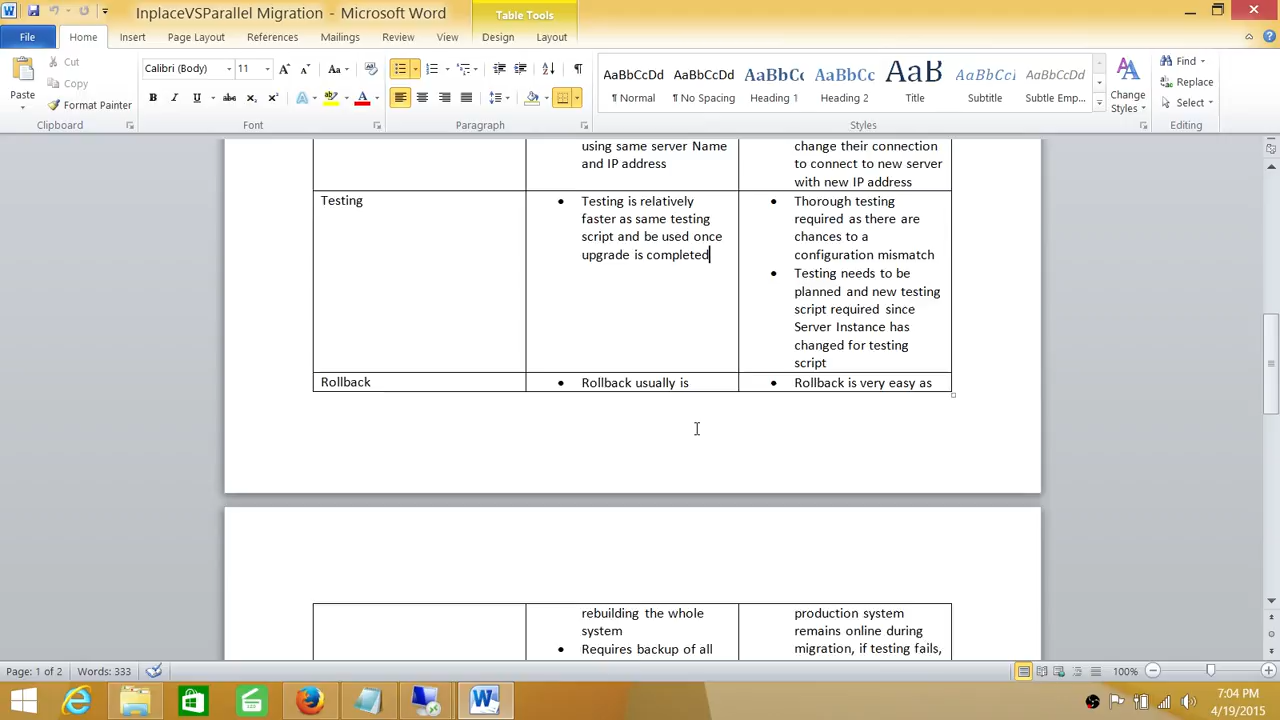 InplaceVSParallel Migration - Microsoft Word
Table Tools
File
Home
Insert
Page Layout
References
Mailings
Review
View
Design
Layout
Paste
Cut
Copy
Format Painter
Clipboard
Calibri (Body)
11
Font
Paragraph
AaBbCcDd
¶ Normal
AaBbCcDd
¶ No Spacing
AaBbCc
Heading 1
AaBbCc
Heading 2
AaB
Title
AaBbCcI
Subtitle
AaBbCcDd
Subtle Emp...
Change
Styles
Styles
Find
Replace
Select
Editing
using same server Name
and IP address
change their connection
to connect to new server
with new IP address
Testing
• Testing is relatively
faster as same testing
script and be used once
upgrade is completed
• Thorough testing
required as there are
chances to a
configuration mismatch
• Testing needs to be
planned and new testing
script required since
Server Instance has
changed for testing
script
Rollback
• Rollback usually is
• Rollback is very easy as
rebuilding the whole
system
• Requires backup of all
production system
remains online during
migration, if testing fails,
Page: 1 of 2
Words: 333
100%
7:04 PM
4/19/2015